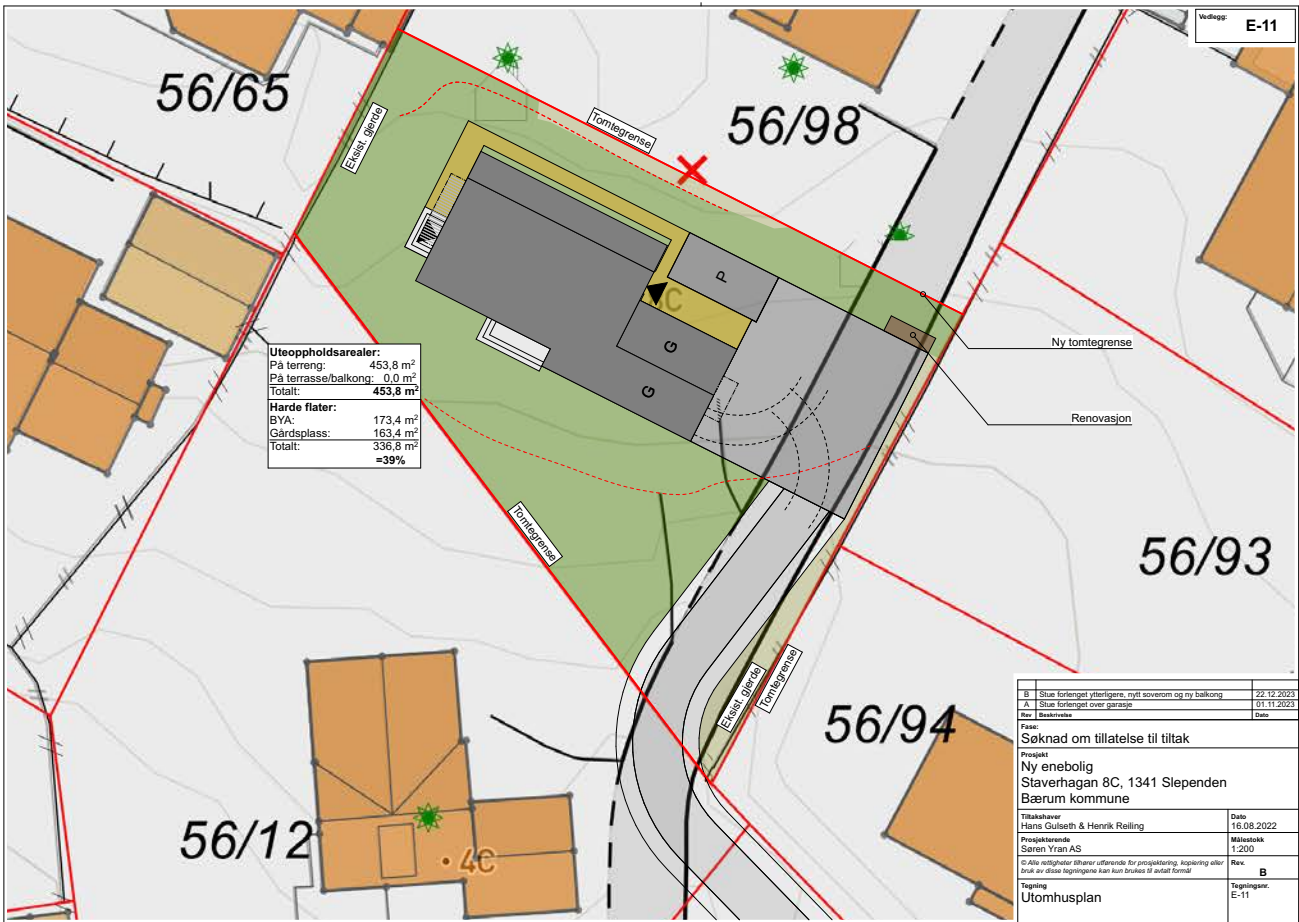 Vedlegg: E-11
56/65
56/98
Eksist. gjerde
Tomtegrense
P
G
G
Ny tomtegrense
Renovasjon
Uteoppholdsarealer:
På terreng: 453,8 m²
På terrasse/balkong: 0,0 m²
Totalt: 453,8 m²
Harde flater:
BYA: 173,4 m²
Gårdsplass: 163,4 m²
Totalt: 336,8 m²
=39%
Tomtegrense
56/93
Eksist. gjerde
Tomtegrense
56/94
56/12
4C
B Stue forlenget ytterligere, nytt soverom og ny balkong 22.12.2023
A Stue forlenget over garasje 01.11.2023
Rev Beskrivelse Dato
Fase:
Søknad om tillatelse til tiltak
Prosjekt
Ny enebolig
Staverhagan 8C, 1341 Slependen
Bærum kommune
Tiltakshaver Dato
Hans Gulseth & Henrik Reiling 16.08.2022
Prosjekterende Målestokk
Søren Yran AS 1:200
© Alle rettigheter tilhører utførende for prosjektering, kopiering eller
bruk av disse tegningene kan kun brukes til avtalt formål
Rev.
B
Tegning Tegningsnr.
Utomhusplan E-11